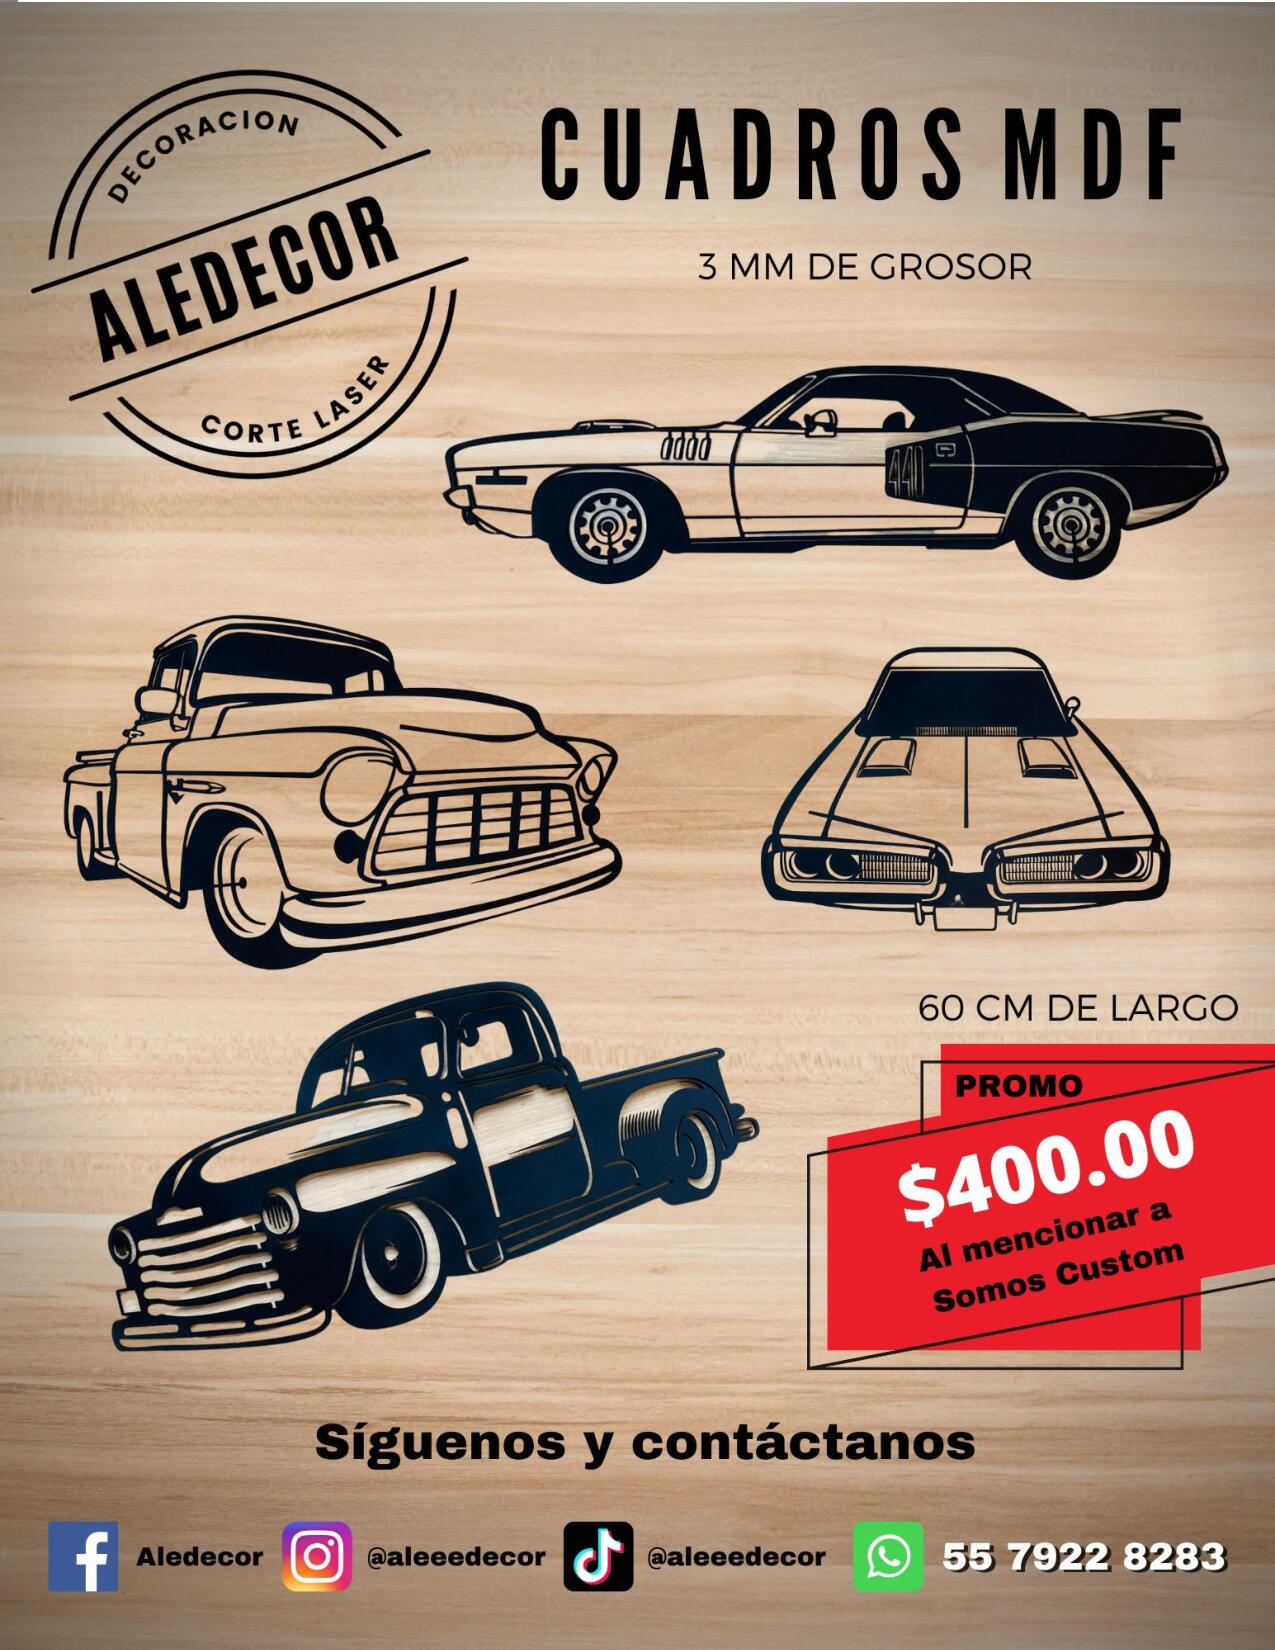 DECORACION
ALEDECOR
CORTE LASER
CUADROS MDF
3 MM DE GROSOR
440
60 CM DE LARGO
PROMO
$400.00
Al mencionar a
Somos Custom
Síguenos y contáctanos
Aledecor
@aleeedecor
@aleeedecor
55 7922 8283